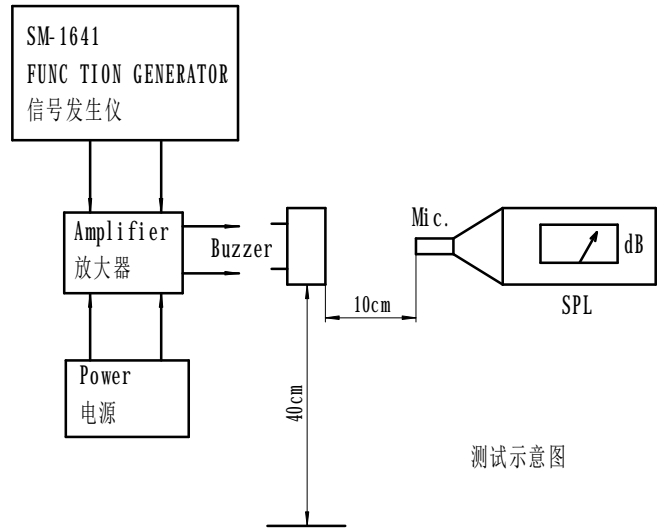 SM-1641
FUNC TION GENERATOR
信号发生仪
Amplifier
放大器
Buzzer
Mic.
dB
SPL
10cm
Power
电源
40cm
测试示意图